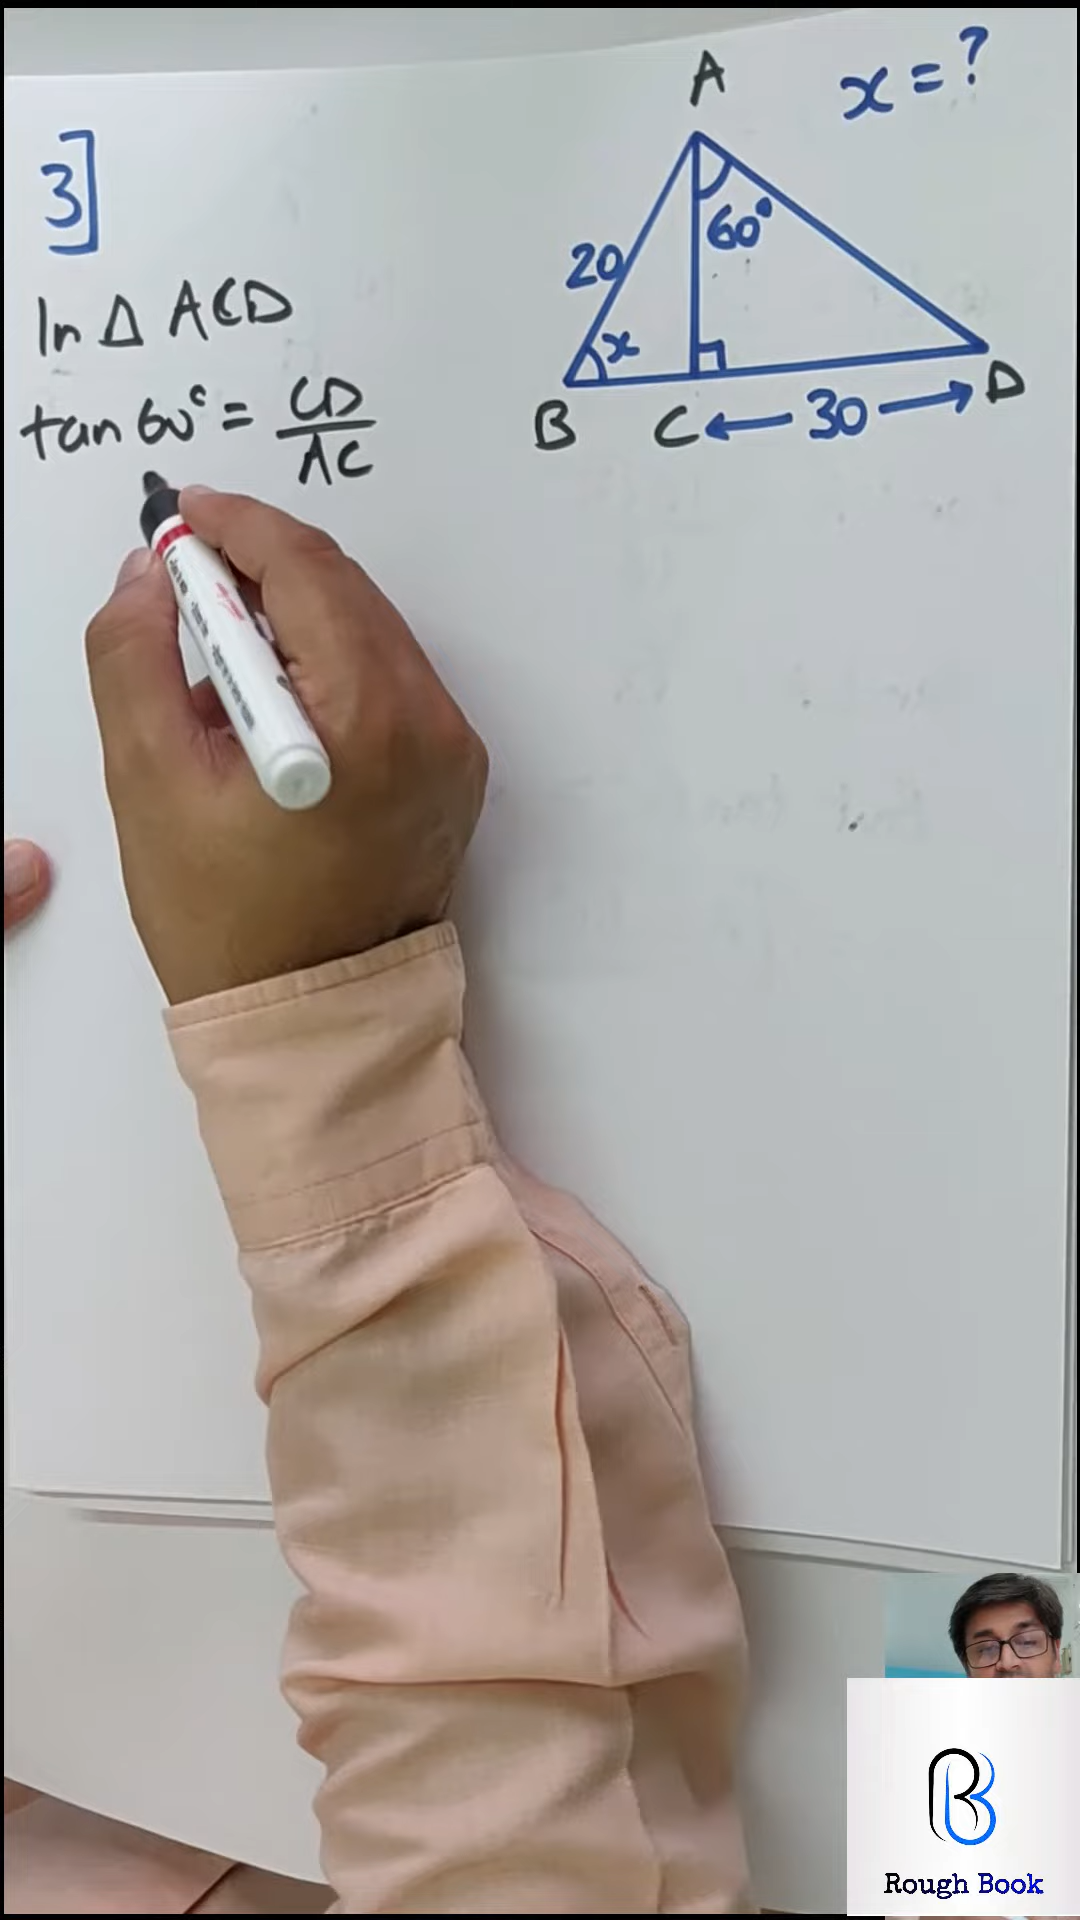 A
x = ?
3]
60°
20
In Δ ACD
x
tan 60° = CD/AC
B C ← 30 → D
Rough Book